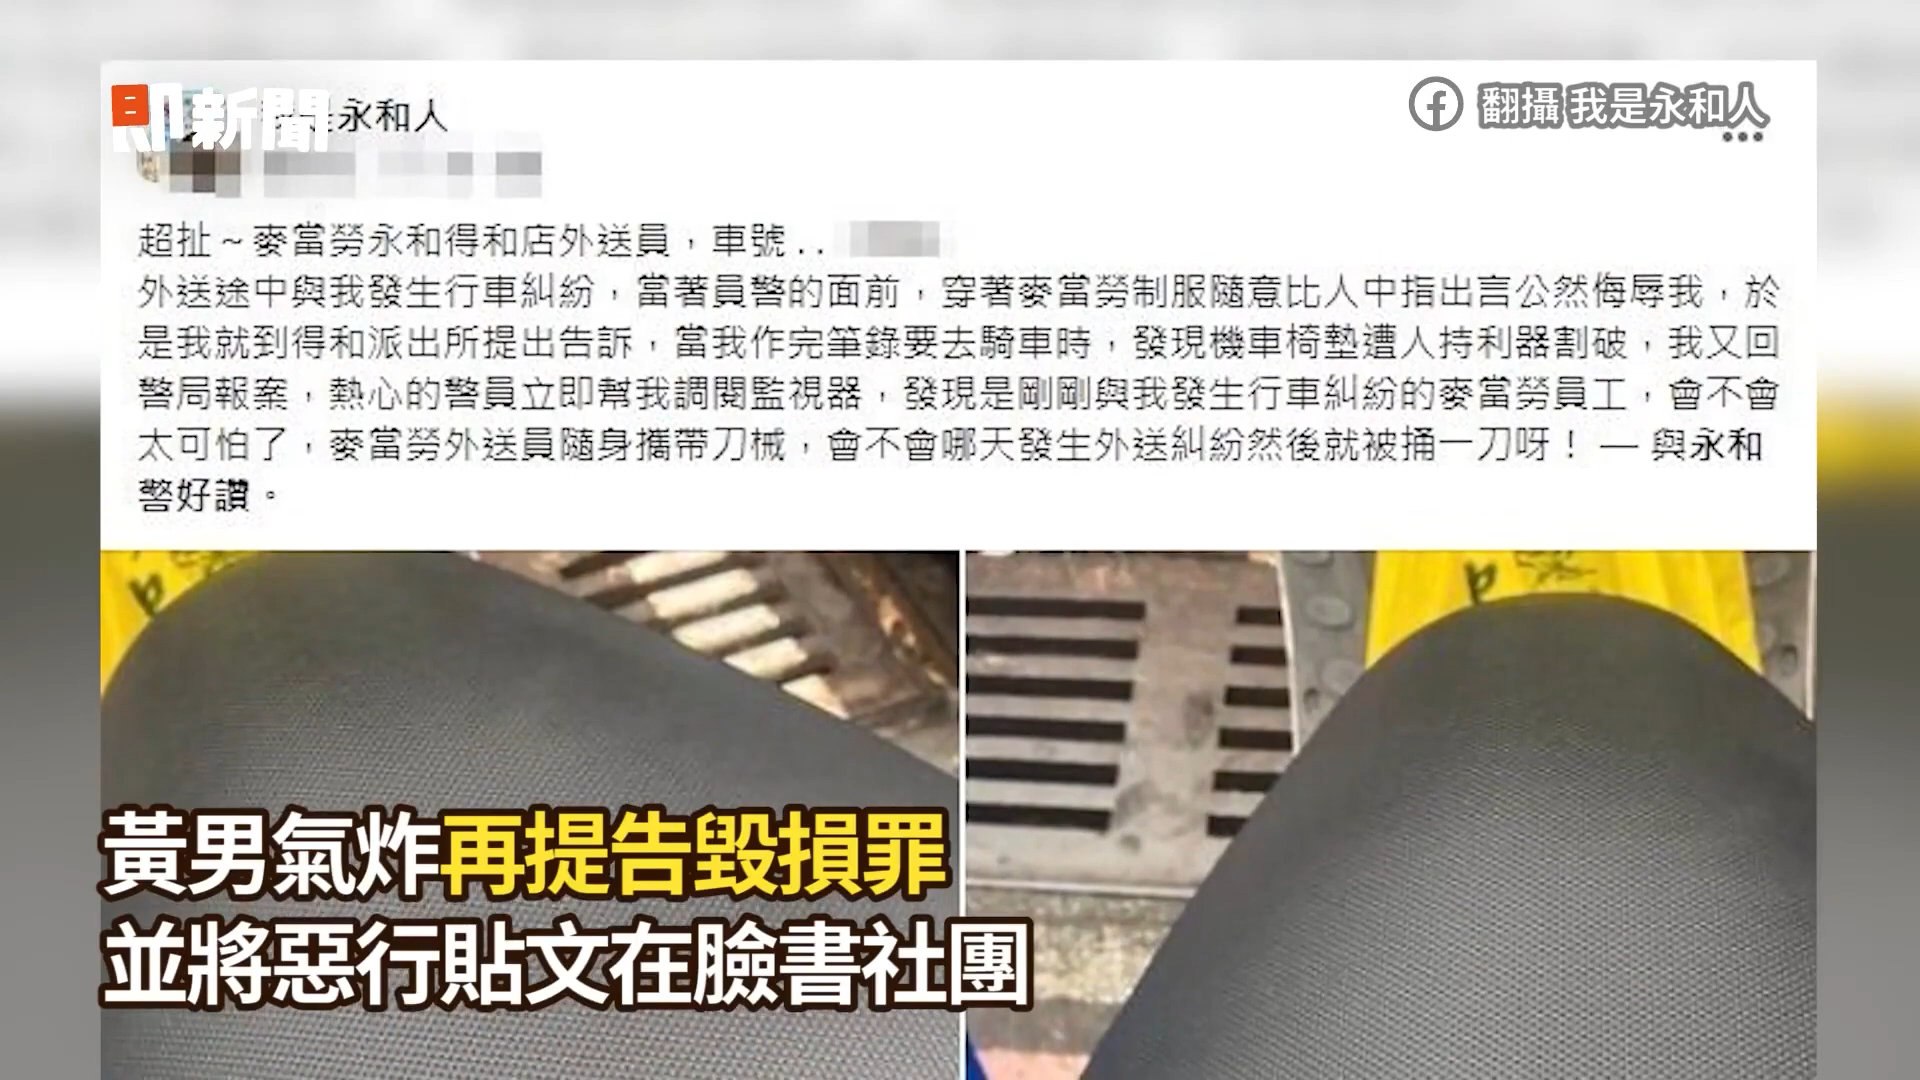 即新聞
永和人
翻攝 我是永和人
超扯~麥當勞永和得和店外送員，車號..
外送途中與我發生行車糾紛，當著員警的面前，穿著麥當勞制服隨意比人中指出言公然侮辱我，於
是我就到得和派出所提出告訴，當我作完筆錄要去騎車時，發現機車椅墊遭人持利器割破，我又回
警局報案，熱心的警員立即幫我調閱監視器，發現是剛剛與我發生行車糾紛的麥當勞員工，會不會
太可怕了，麥當勞外送員隨身攜帶刀械，會不會哪天發生外送糾紛然後就被捅一刀呀！ — 與永和
警好讚。
黃男氣炸再提告毀損罪
並將惡行貼文在臉書社團